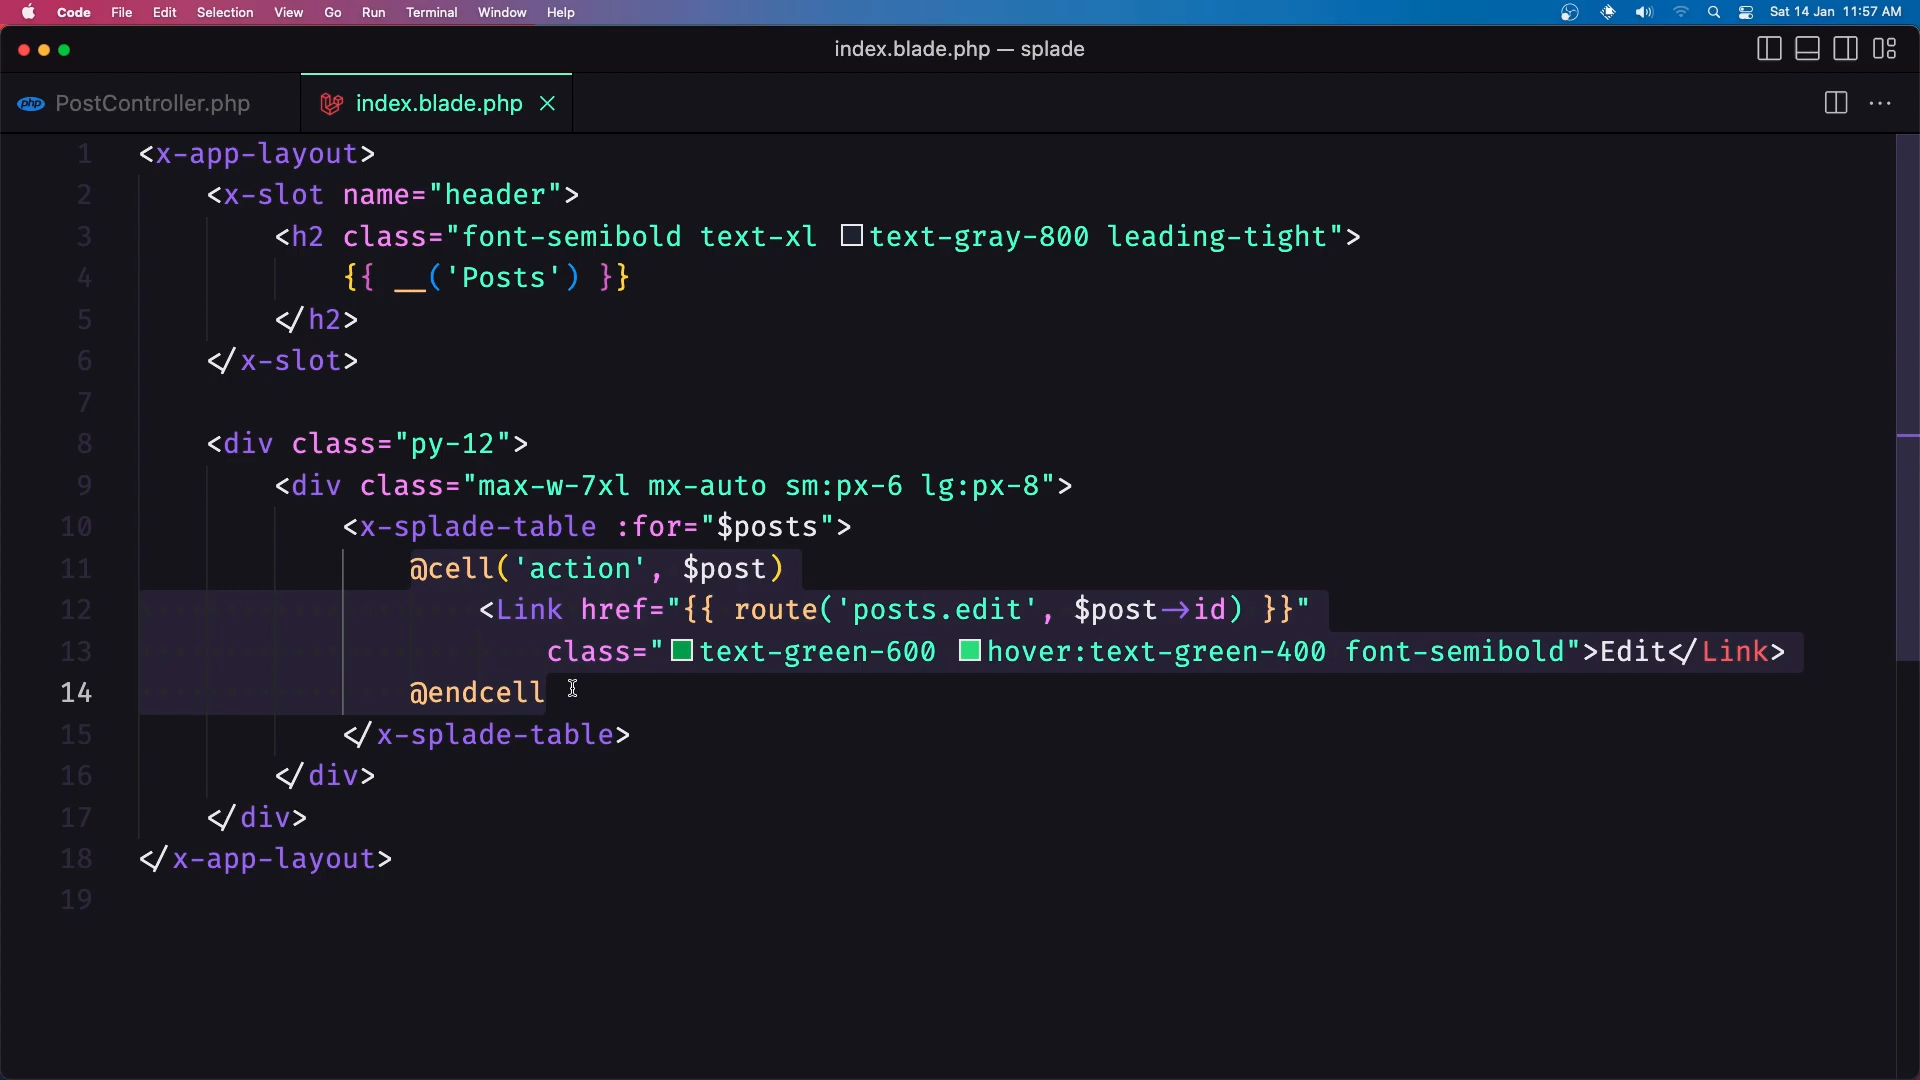 Code File Edit Selection View Go Run Terminal Window Help Sat 14 Jan 11:57 AM
index.blade.php — splade
php PostController.php index.blade.php
1 <x-app-layout>
2 <x-slot name="header">
3 <h2 class="font-semibold text-xl text-gray-800 leading-tight">
4 {{ __('Posts') }}
5 </h2>
6 </x-slot>
7
8 <div class="py-12">
9 <div class="max-w-7xl mx-auto sm:px-6 lg:px-8">
10 <x-splade-table :for="$posts">
11 @cell('action', $post)
12 <Link href="{{ route('posts.edit', $post->id) }}"
13 class="text-green-600 hover:text-green-400 font-semibold">Edit</Link>
14 @endcell
15 </x-splade-table>
16 </div>
17 </div>
18 </x-app-layout>
19